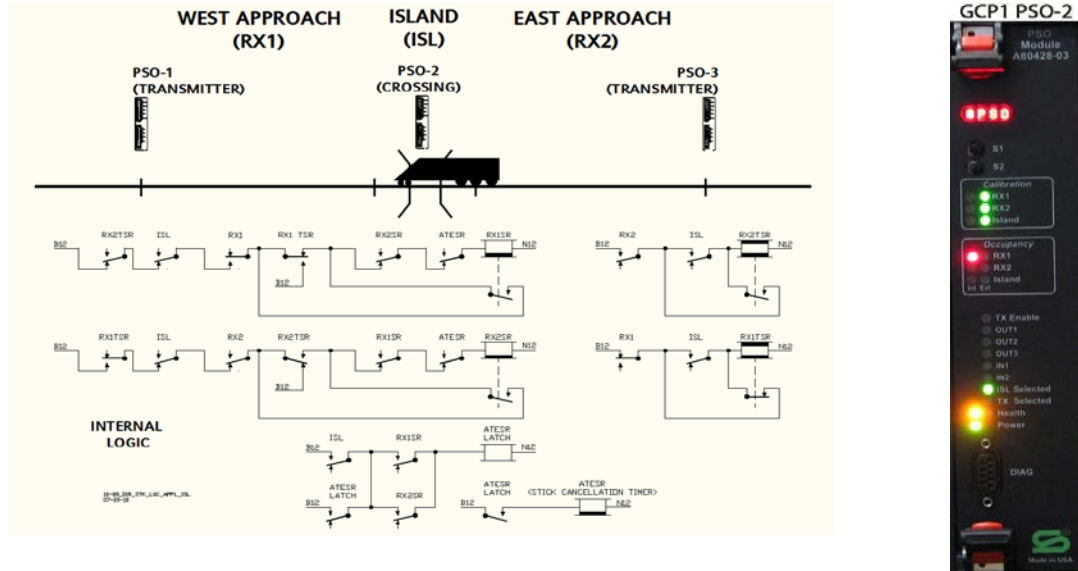 WEST APPROACH
(RX1)
ISLAND
(ISL)
EAST APPROACH
(RX2)
PSO-1
(TRANSMITTER)
PSO-2
(CROSSING)
PSO-3
(TRANSMITTER)
B12 RX2TSR ISL RX1 RX1 TSR RX2SR ATESR RX1SR N12
B12
B12 RX2 ISL RX2TSR N12
B12 RX1TSR ISL RX2 RX2TSR RX1SR ATESR RX2SR N12
B12
B12 RX1 ISL RX1TSR N12
INTERNAL
LOGIC
B12 ISL RX1SR ATESR
LATCH N12
B12 ATESR
LATCH RX2SR
B12 ATESR
LATCH ATESR
<STICK CANCELLATION TIMER>
N12
07-26-10
GCP1 PSO-2
PSO
Module
A80428-03
S1
S2
Calibration
RX1
RX2
Island
Occupancy
RX1
RX2
Island
Int Ext
TX Enable
OUT1
OUT2
OUT3
IN1
IN2
ISL Selected
TX Selected
Health
Power
DIAG
Made in USA